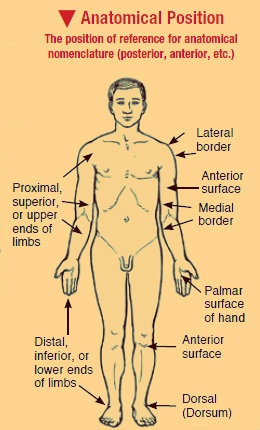 ▼ Anatomical Position
The position of reference for anatomical
nomenclature (posterior, anterior, etc.)
Lateral
border
Anterior
surface
Proximal,
superior,
or upper
ends of
limbs
Medial
border
Palmar
surface
of hand
Distal,
inferior, or
lower ends
of limbs
Anterior
surface
Dorsal
(Dorsum)